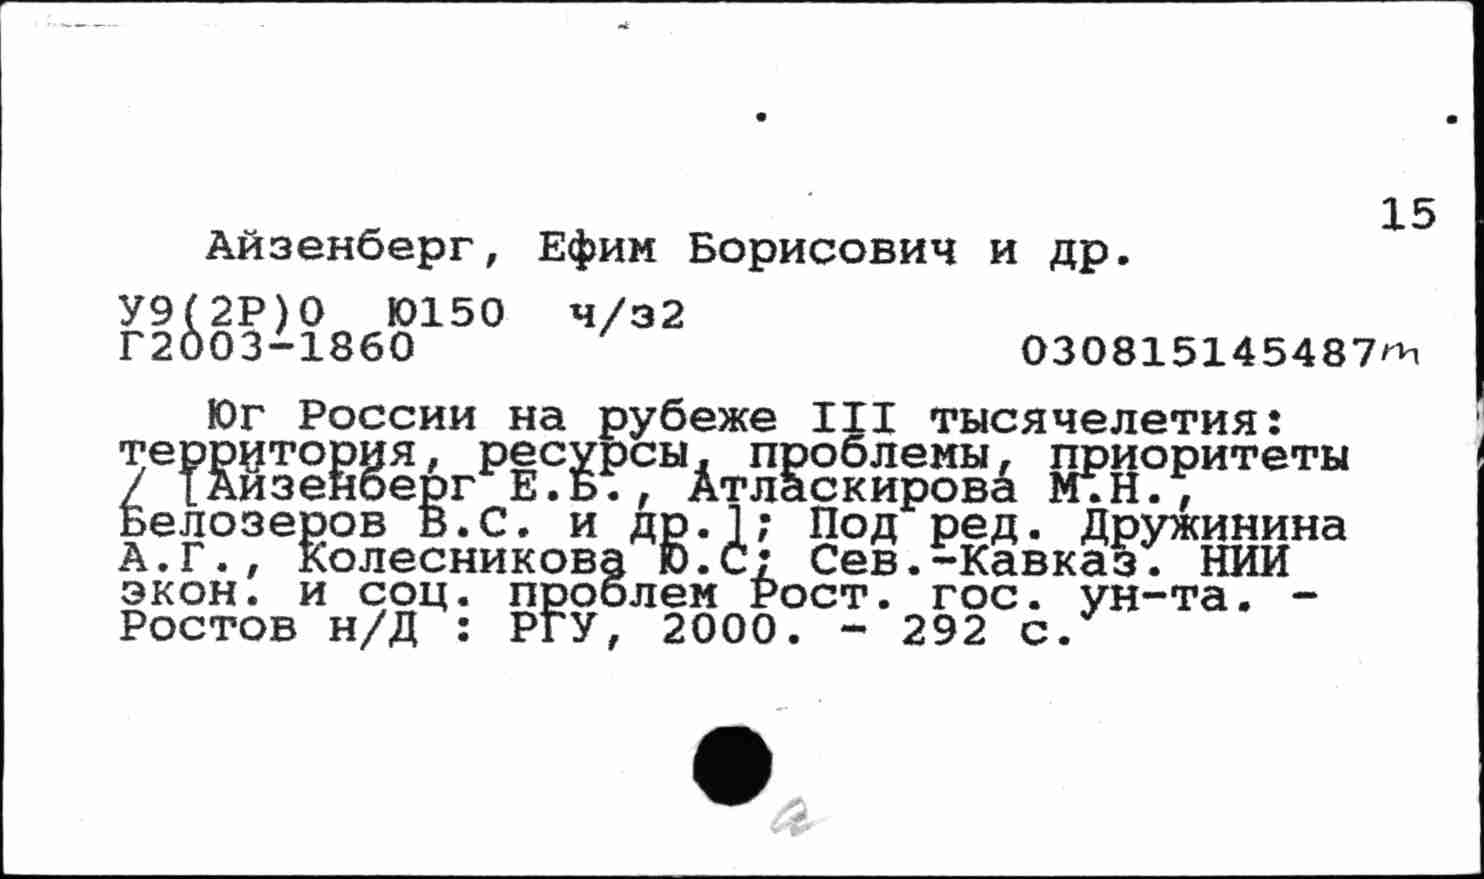 15
Айзенберг, Ефим Борисович и др.
У9(2Р)0 Ю150 ч/з2
Г2003-1860 030815145487т
Юг России на рубеже III тысячелетия:
территория, ресурсы, проблемы, приоритеты
/ [Айзенберг Е.Б., Атласкирова М.Н.,
Белозеров В.С. и др.]; Под ред. Дружинина
А.Г., Колесникова Ю.С; Сев.-Кавказ. НИИ
экон. и соц. проблем Рост. гос. ун-та. -
Ростов н/Д : РГУ, 2000. - 292 с.